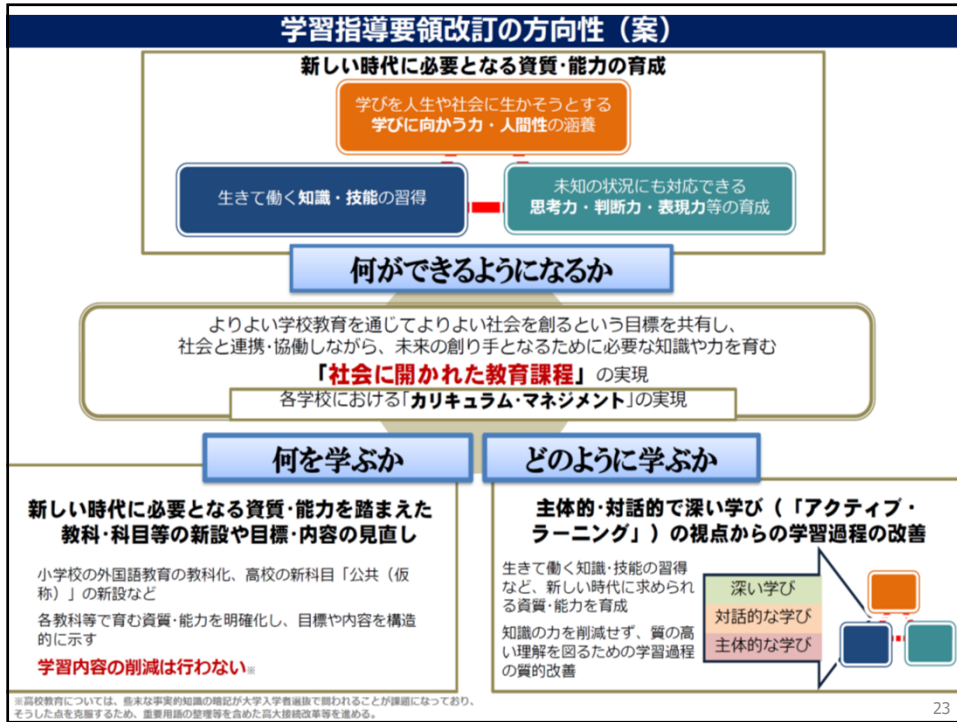 学習指導要領改訂の方向性（案）
新しい時代に必要となる資質･能力の育成
学びを人生や社会に生かそうとする
学びに向かう力・人間性の涵養
生きて働く知識・技能の習得
未知の状況にも対応できる
思考力・判断力・表現力等の育成
何ができるようになるか
よりよい学校教育を通じてよりよい社会を創るという目標を共有し、
社会と連携･協働しながら、未来の創り手となるために必要な知識や力を育む
「社会に開かれた教育課程」の実現
各学校における｢カリキュラム･マネジメント｣の実現
何を学ぶか
どのように学ぶか
新しい時代に必要となる資質･能力を踏まえた
教科･科目等の新設や目標･内容の見直し
小学校の外国語教育の教科化、高校の新科目「公共（仮
称）」の新設など
各教科等で育む資質･能力を明確化し、目標や内容を構造
的に示す
学習内容の削減は行わない※
主体的･対話的で深い学び（「アクティブ・
ラーニング」）の視点からの学習過程の改善
生きて働く知識･技能の習得
など、新しい時代に求めら
れる資質･能力を育成
知識の力を削減せず、質の高
い理解を図るための学習過程
の質的改善
深い学び
対話的な学び
主体的な学び
※高校教育については、些末な事実的知識の暗記が大学入学者選抜で問われることが課題になっており、
そうした点を克服するため、重要用語の整理等を含めた高大接続改革等を進める。
23